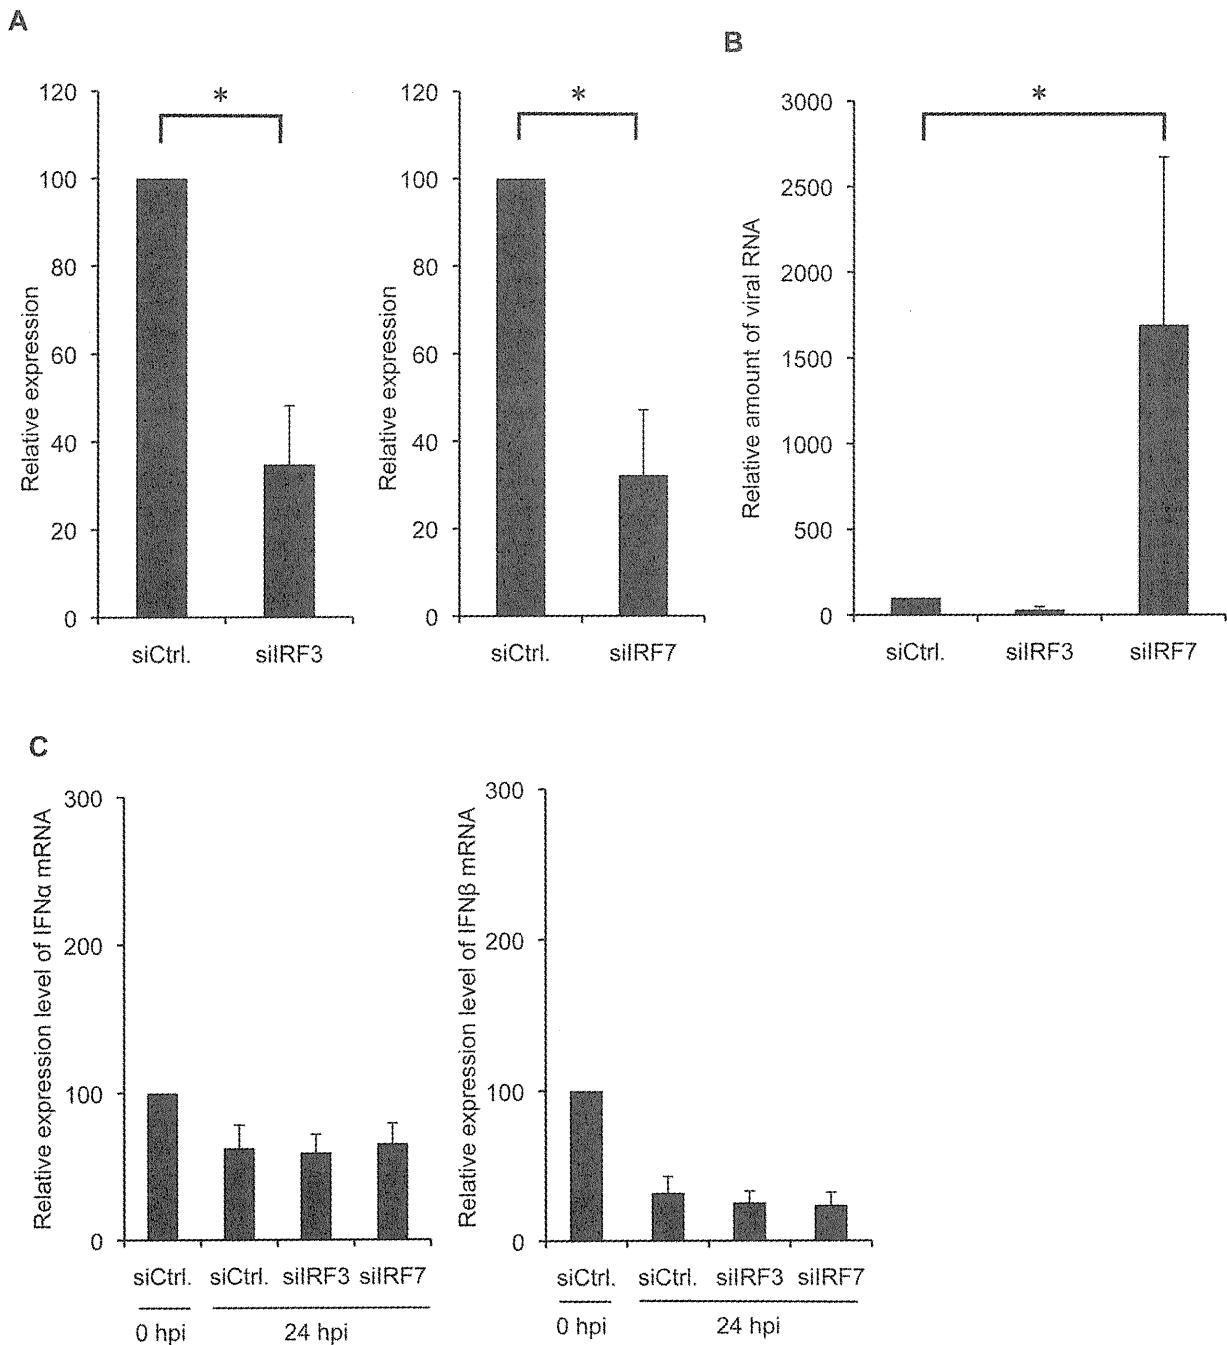 A
Relative expression
120
100
80
60
40
20
0
*
siCtrl.
siIRF3
Relative expression
120
100
80
60
40
20
0
*
siCtrl.
siIRF7
B
Relative amount of viral RNA
3000
2500
2000
1500
1000
500
0
*
siCtrl.
siIRF3
siIRF7
C
Relative expression level of IFNα mRNA
300
200
100
0
siCtrl.
siCtrl.
siIRF3
siIRF7
0 hpi
24 hpi
Relative expression level of IFNβ mRNA
300
200
100
0
siCtrl.
siCtrl.
siIRF3
siIRF7
0 hpi
24 hpi